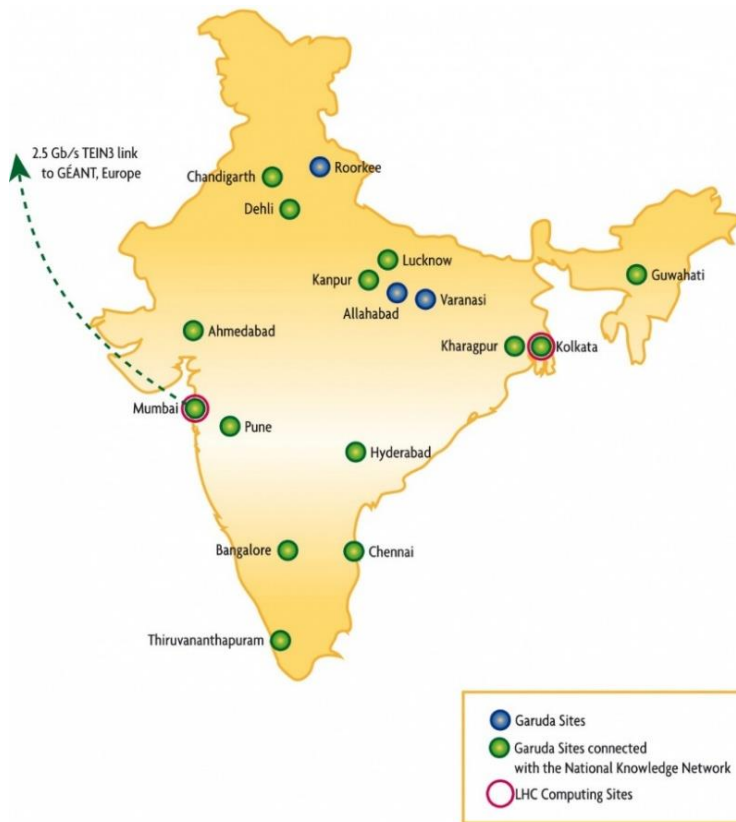 2.5 Gb/s TEIN3 link
to GÉANT, Europe
Roorkee
Chandigarth
Dehli
Lucknow
Kanpur
Guwahati
Allahabad
Varanasi
Ahmedabad
Kharagpur
Kolkata
Mumbai
Pune
Hyderabad
Bangalore
Chennai
Thiruvananthapuram
Garuda Sites
Garuda Sites connected
with the National Knowledge Network
LHC Computing Sites